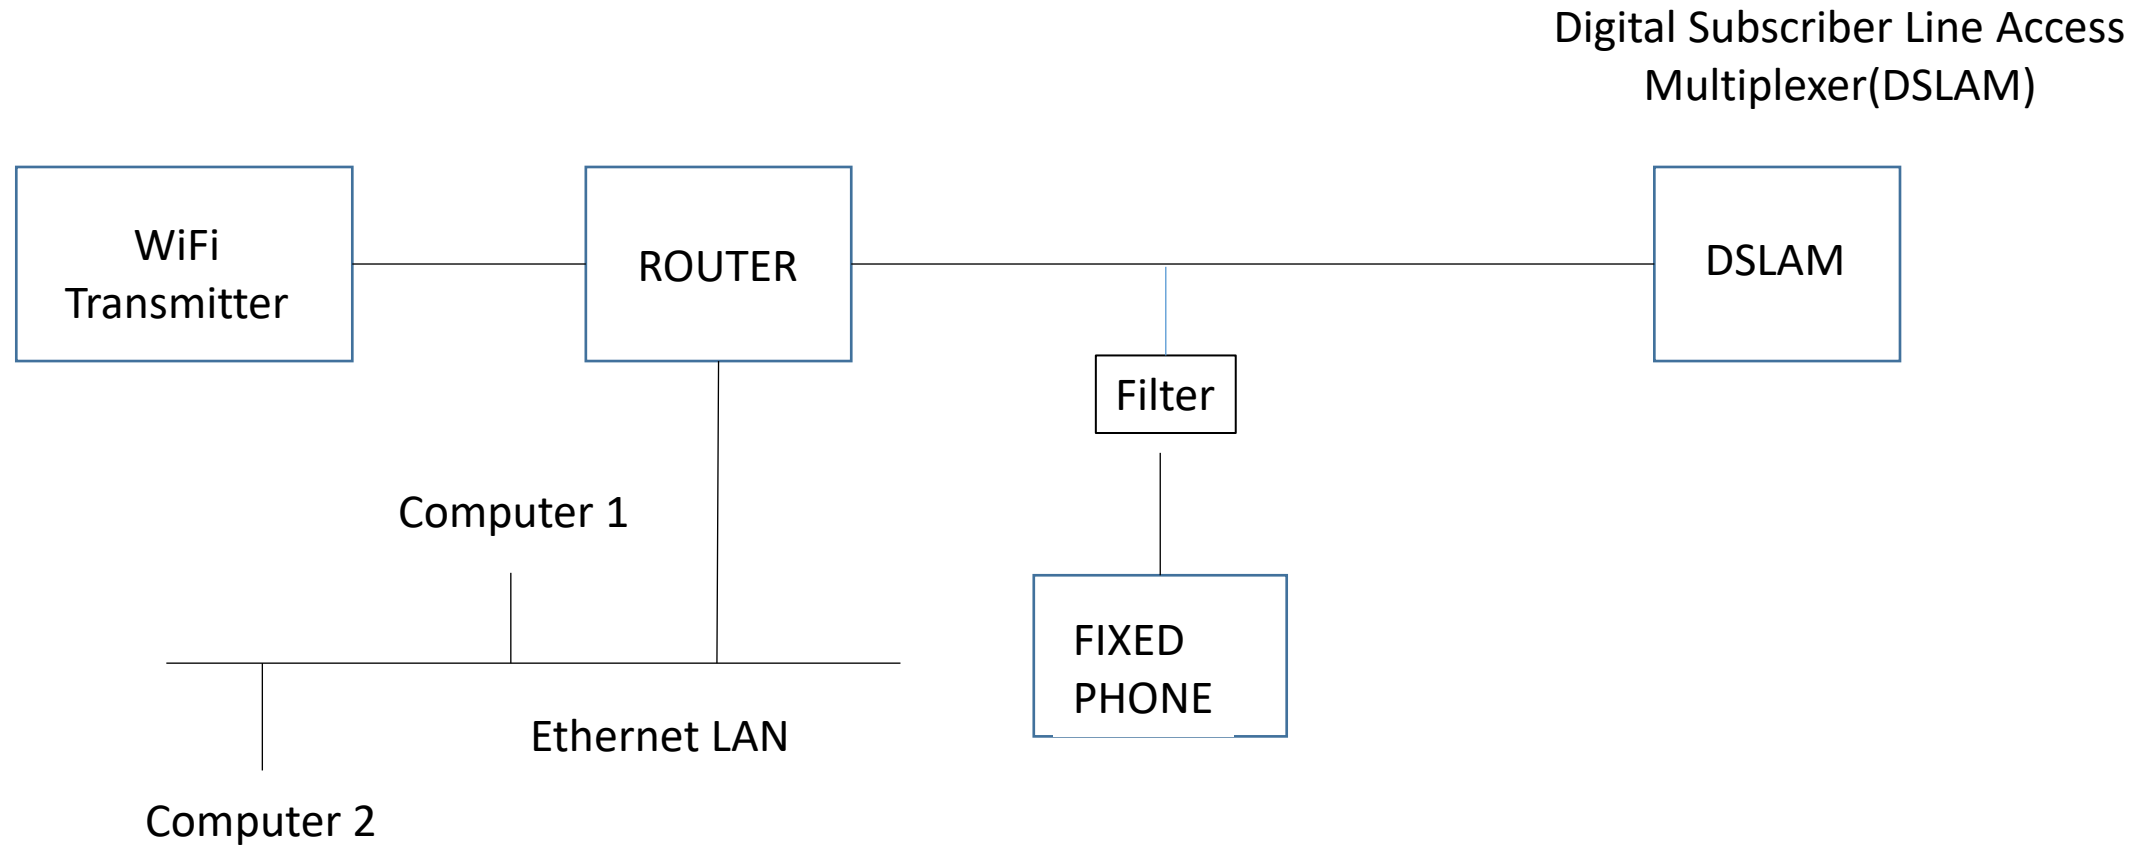 Digital Subscriber Line Access
Multiplexer(DSLAM)
WiFi
Transmitter
ROUTER
DSLAM
Filter
Computer 1
FIXED
PHONE
Ethernet LAN
Computer 2